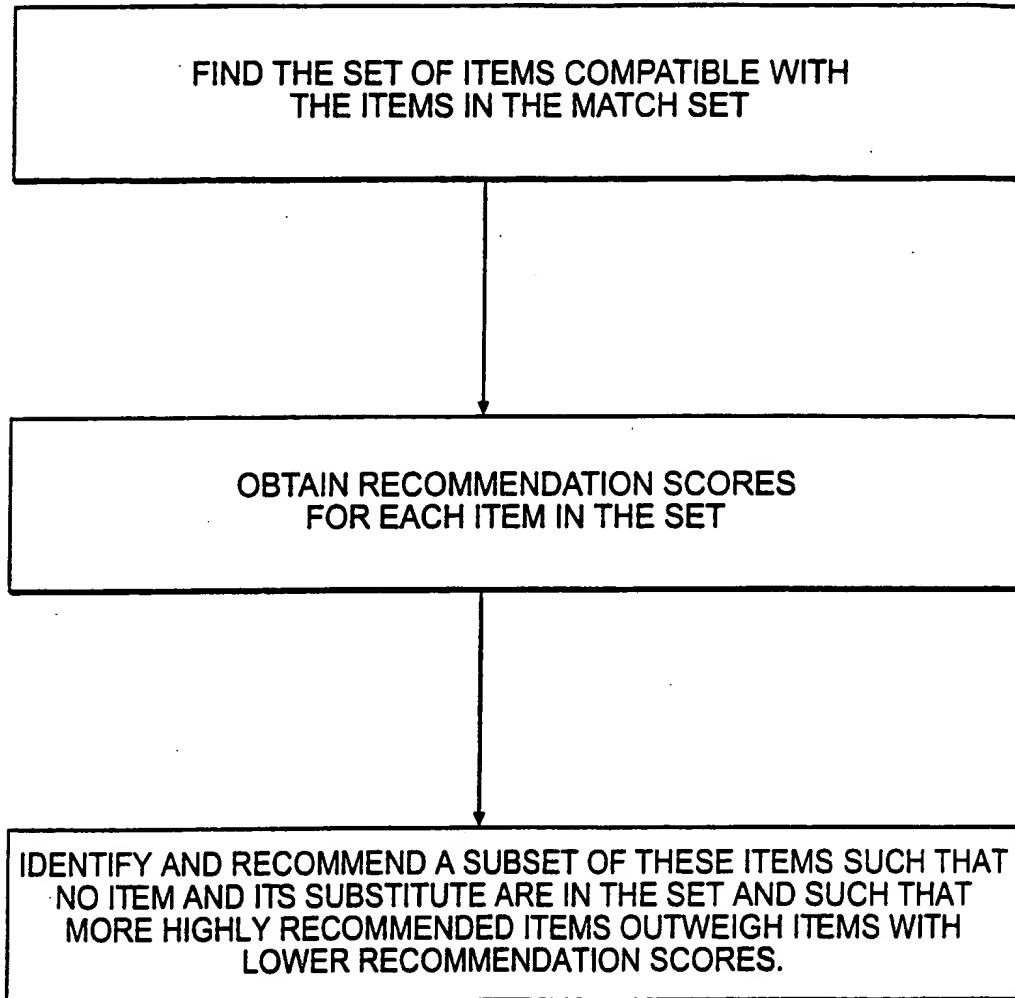 FIND THE SET OF ITEMS COMPATIBLE WITH
THE ITEMS IN THE MATCH SET
OBTAIN RECOMMENDATION SCORES
FOR EACH ITEM IN THE SET
IDENTIFY AND RECOMMEND A SUBSET OF THESE ITEMS SUCH THAT
NO ITEM AND ITS SUBSTITUTE ARE IN THE SET AND SUCH THAT
MORE HIGHLY RECOMMENDED ITEMS OUTWEIGH ITEMS WITH
LOWER RECOMMENDATION SCORES.